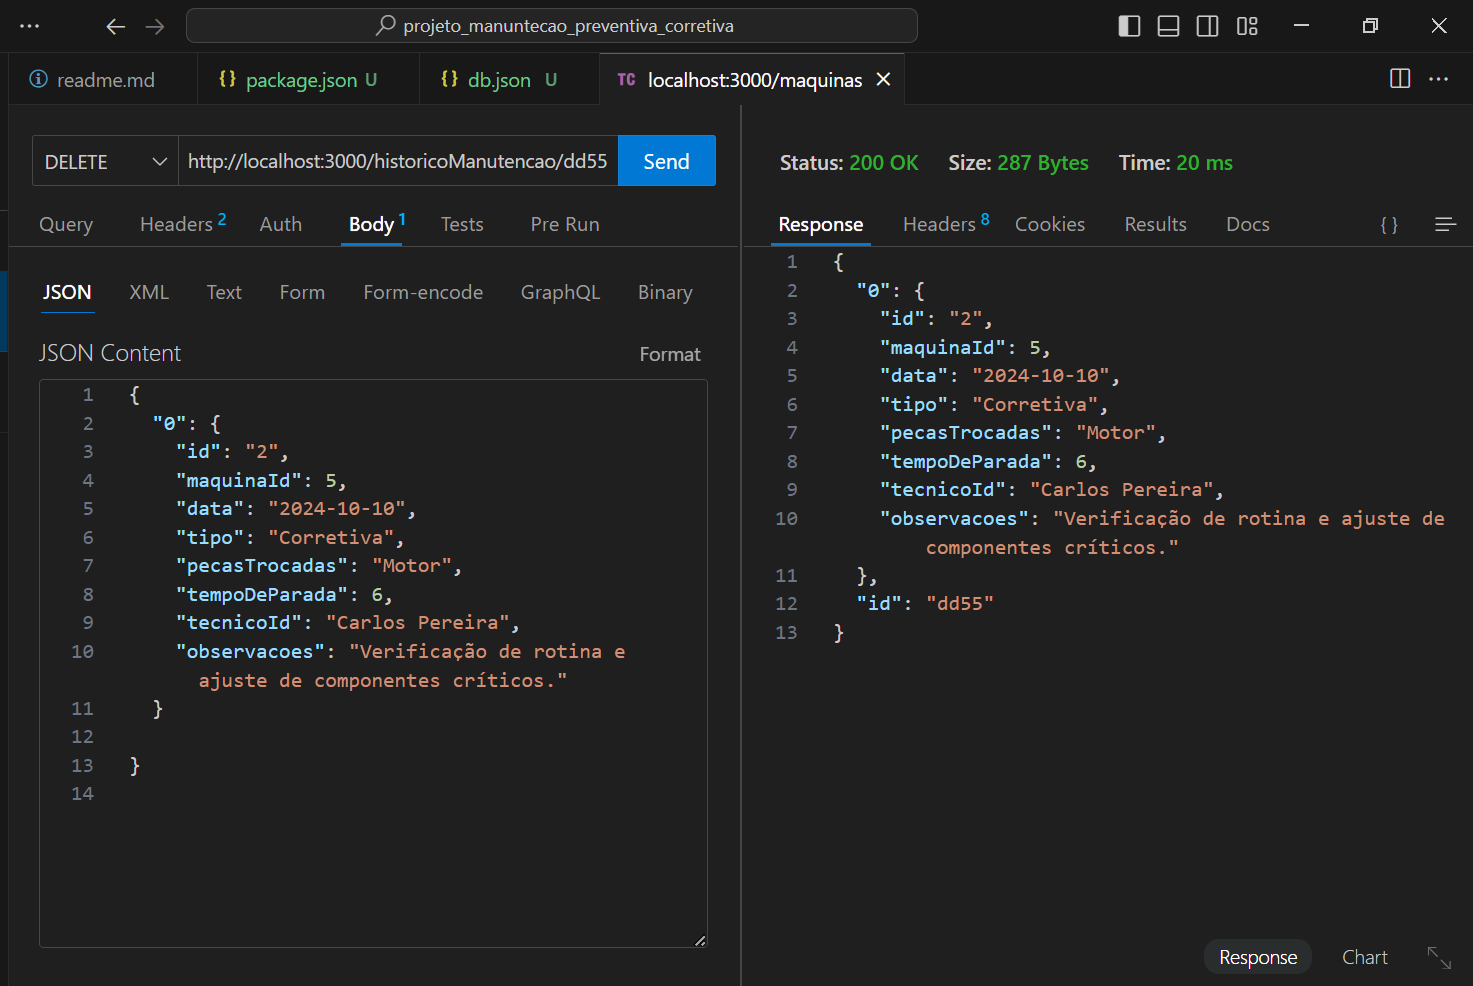 projeto_manuntecao_preventiva_corretiva
readme.md
{} package.json U
{} db.json U
TC localhost:3000/maquinas
DELETE
http://localhost:3000/historicoManutencao/dd55
Send
Query
Headers 2
Auth
Body 1
Tests
Pre Run
JSON
XML
Text
Form
Form-encode
GraphQL
Binary
JSON Content
Format
1 {
2 "0": {
3 "id": "2",
4 "maquinaId": 5,
5 "data": "2024-10-10",
6 "tipo": "Corretiva",
7 "pecasTrocadas": "Motor",
8 "tempoDeParada": 6,
9 "tecnicoId": "Carlos Pereira",
10 "observacoes": "Verificação de rotina e
ajuste de componentes críticos."
11 }
12
13 }
14
Status: 200 OK
Size: 287 Bytes
Time: 20 ms
Response
Headers 8
Cookies
Results
Docs
{ }
1 {
2 "0": {
3 "id": "2",
4 "maquinaId": 5,
5 "data": "2024-10-10",
6 "tipo": "Corretiva",
7 "pecasTrocadas": "Motor",
8 "tempoDeParada": 6,
9 "tecnicoId": "Carlos Pereira",
10 "observacoes": "Verificação de rotina e ajuste de
componentes críticos."
11 },
12 "id": "dd55"
13 }
Response
Chart